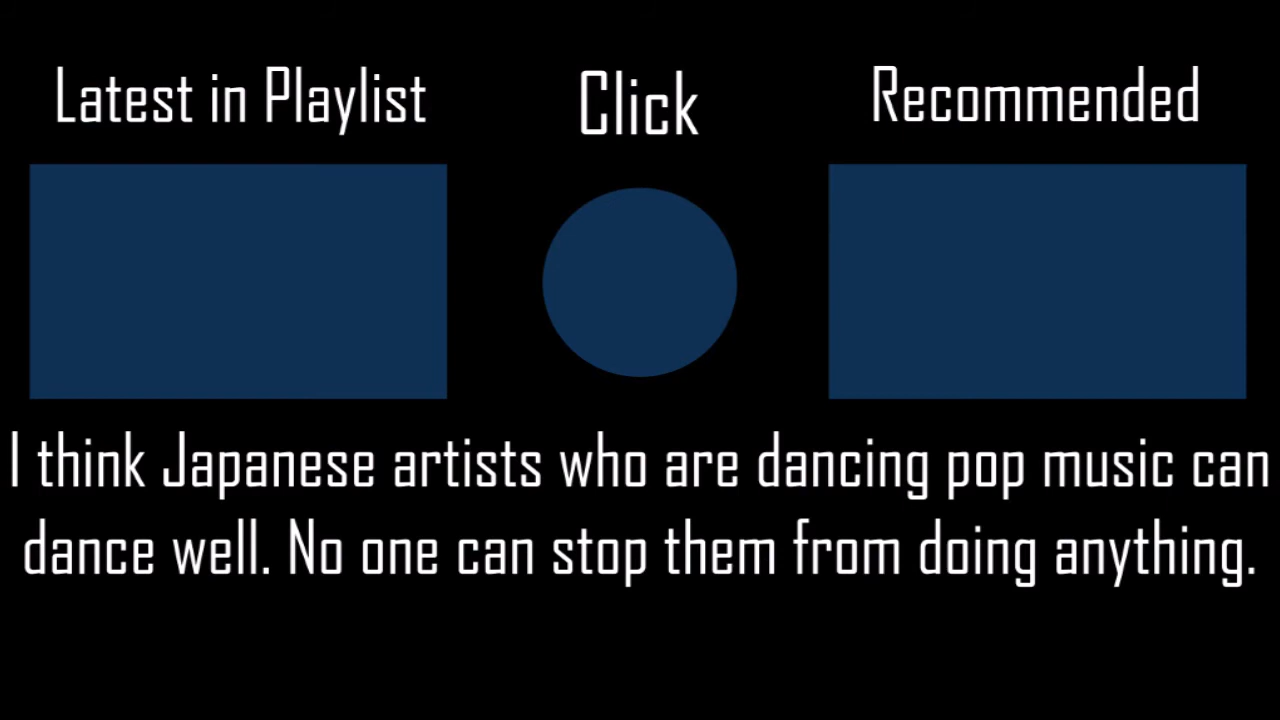 Latest in Playlist
Click
Recommended
I think Japanese artists who are dancing pop music can
dance well. No one can stop them from doing anything.